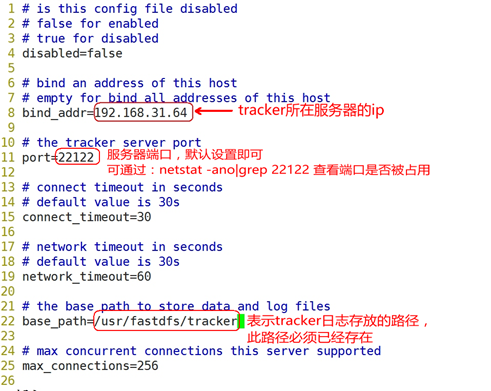 1 # is this config file disabled
2 # false for enabled
3 # true for disabled
4 disabled=false
5
6 # bind an address of this host
7 # empty for bind all addresses of this host
8 bind_addr=192.168.31.64 tracker所在服务器的ip
9
10 # the tracker server port
11 port=22122 服务器端口，默认设置即可
12 可通过：netstat -ano|grep 22122 查看端口是否被占用
13 # connect timeout in seconds
14 # default value is 30s
15 connect_timeout=30
16
17 # network timeout in seconds
18 # default value is 30s
19 network_timeout=60
20
21 # the base path to store data and log files
22 base_path=/usr/fastdfs/tracker 表示tracker日志存放的路径，
23 此路径必须已经存在
24 # max concurrent connections this server supported
25 max_connections=256
26